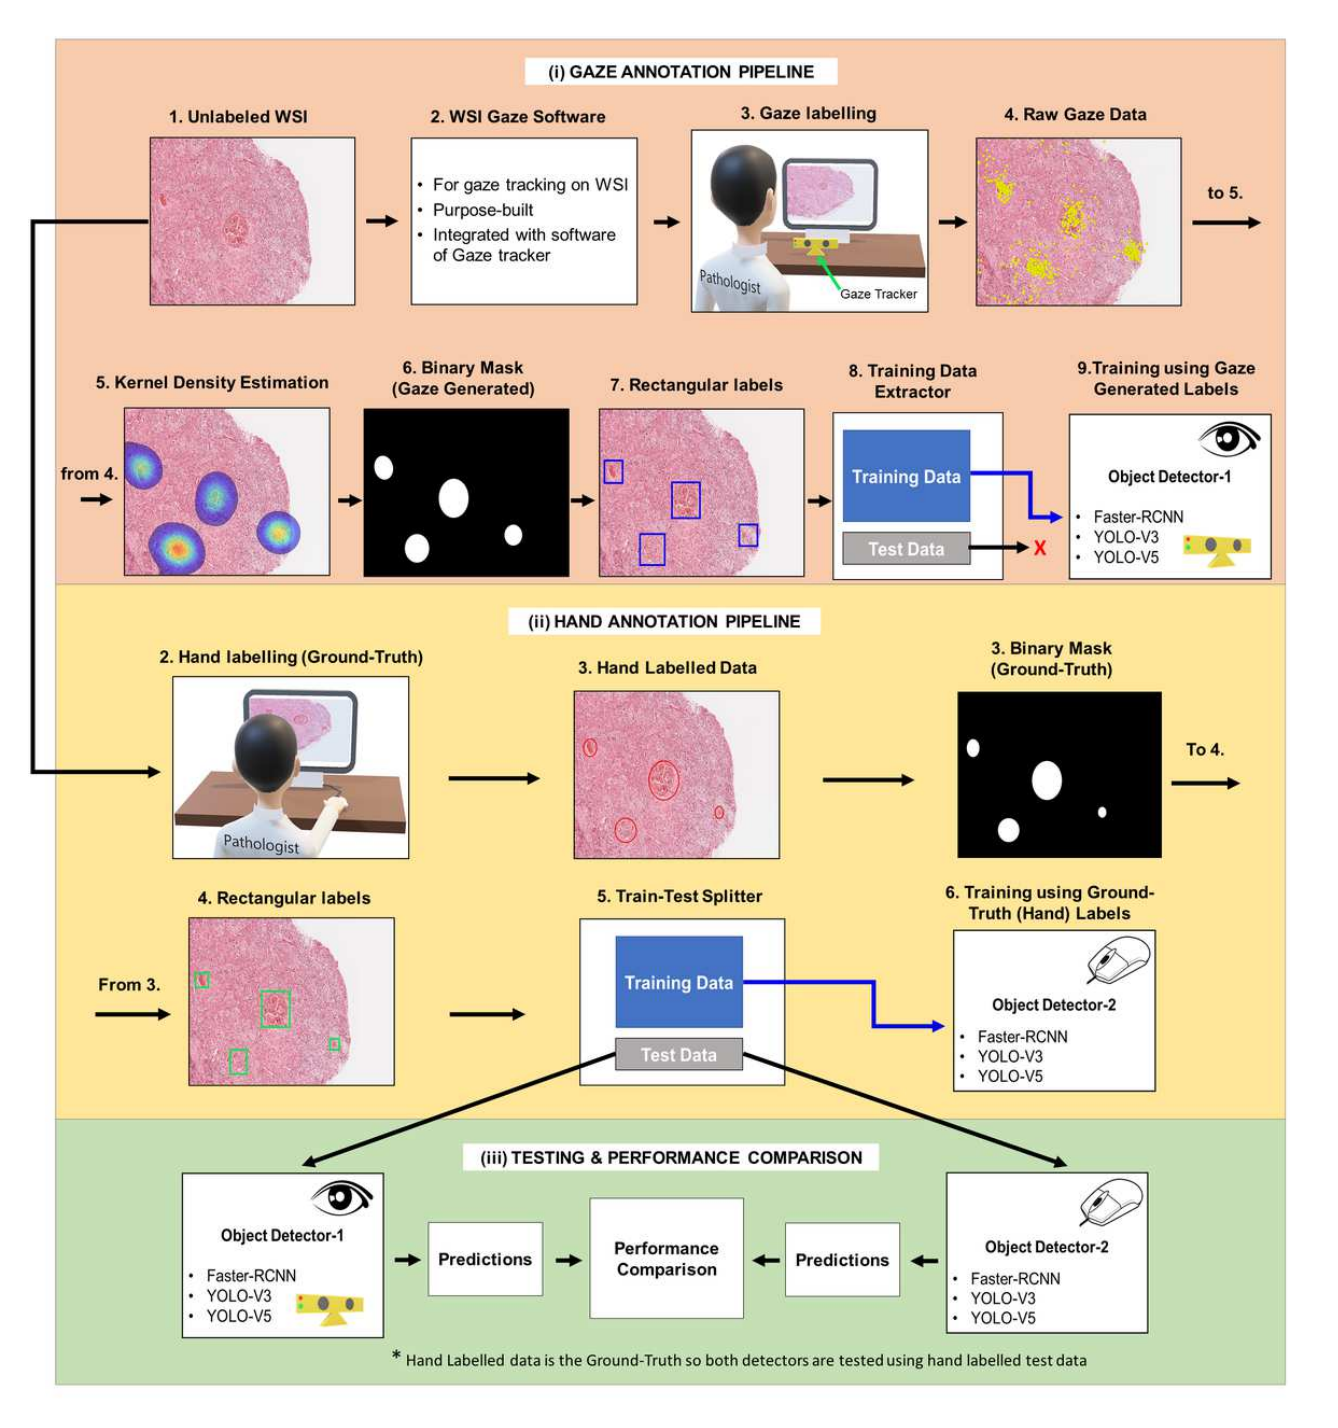 (i) GAZE ANNOTATION PIPELINE
1. Unlabeled WSI
2. WSI Gaze Software
• For gaze tracking on WSI
• Purpose-built
• Integrated with software
of Gaze tracker
3. Gaze labelling
Pathologist
Gaze Tracker
4. Raw Gaze Data
to 5.
from 4.
5. Kernel Density Estimation
6. Binary Mask
(Gaze Generated)
7. Rectangular labels
8. Training Data
Extractor
Training Data
Test Data
X
9.Training using Gaze
Generated Labels
Object Detector-1
• Faster-RCNN
• YOLO-V3
• YOLO-V5
(ii) HAND ANNOTATION PIPELINE
2. Hand labelling (Ground-Truth)
Pathologist
3. Hand Labelled Data
3. Binary Mask
(Ground-Truth)
To 4.
From 3.
4. Rectangular labels
5. Train-Test Splitter
Training Data
Test Data
6. Training using Ground-
Truth (Hand) Labels
Object Detector-2
• Faster-RCNN
• YOLO-V3
• YOLO-V5
(iii) TESTING & PERFORMANCE COMPARISON
Object Detector-1
• Faster-RCNN
• YOLO-V3
• YOLO-V5
Predictions
Performance
Comparison
Predictions
Object Detector-2
• Faster-RCNN
• YOLO-V3
• YOLO-V5
* Hand Labelled data is the Ground-Truth so both detectors are tested using hand labelled test data